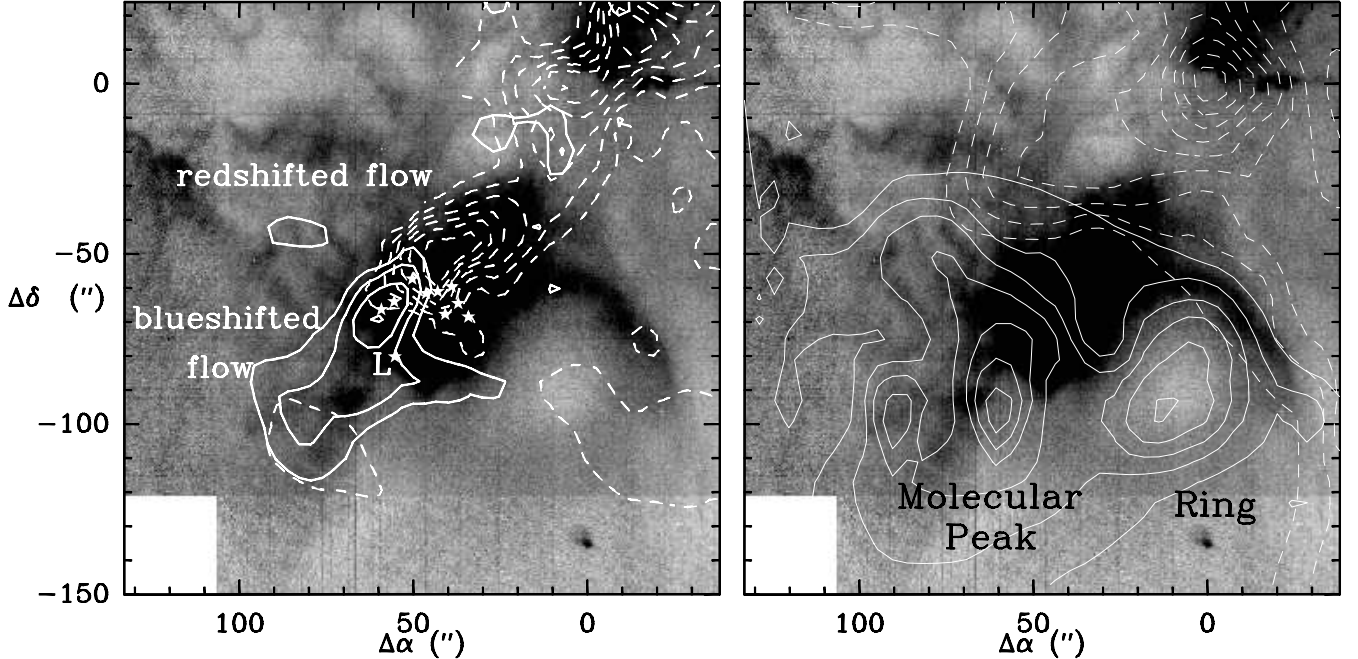 0
redshifted flow
−50
Δδ (″)
blueshifted
flow
L
−100
Molecular
Peak
Ring
−150
100 50 0
100 50 0
Δα (″)
Δα (″)